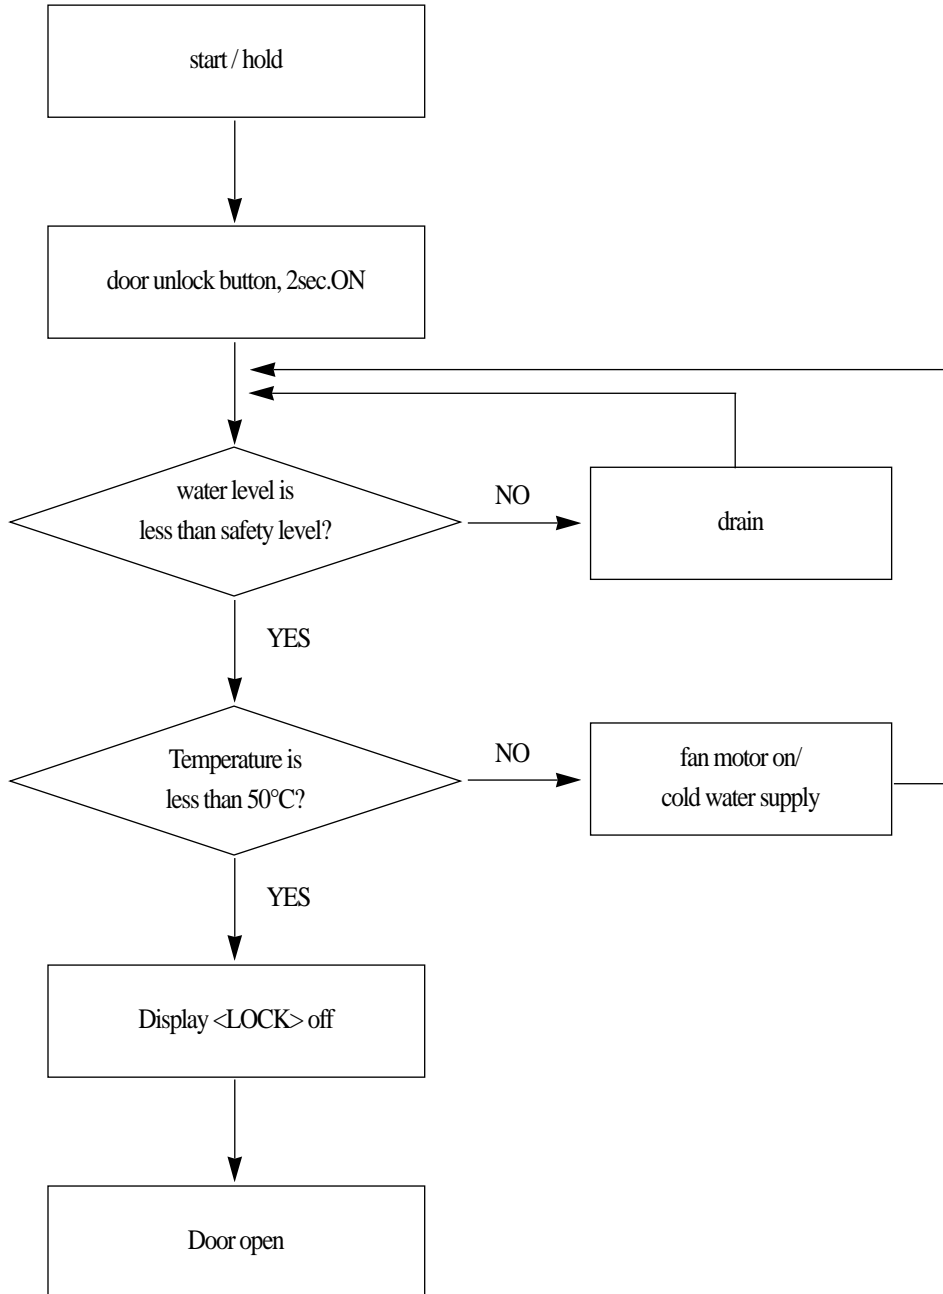 start / hold
door unlock button, 2sec.ON
water level is
less than safety level?
NO
drain
YES
Temperature is
less than 50°C?
NO
fan motor on/
cold water supply
YES
Display <LOCK> off
Door open